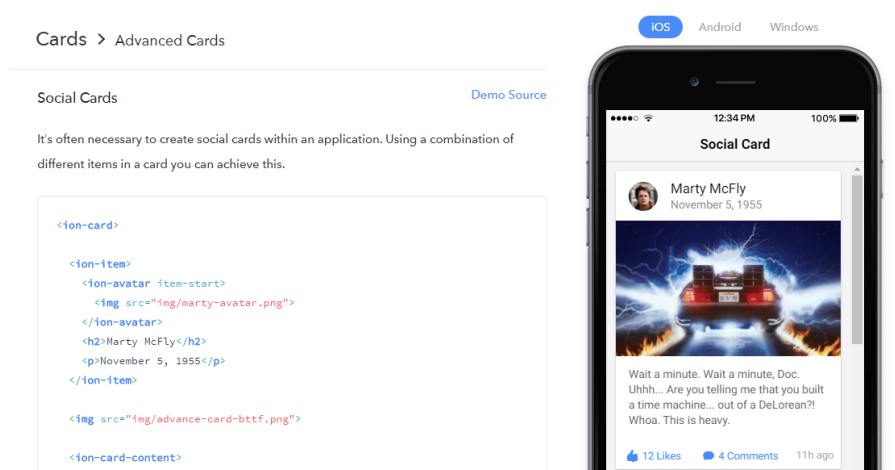 Cards > Advanced Cards
Social Cards
Demo Source
It's often necessary to create social cards within an application. Using a combination of
different items in a card you can achieve this.
<ion-card>
<ion-item>
<ion-avatar item-start>
<img src="img/marty-avatar.png">
</ion-avatar>
<h2>Marty McFly</h2>
<p>November 5, 1955</p>
</ion-item>
<img src="img/advance-card-bttf.png">
<ion-card-content>
iOS
Android
Windows
12:34 PM
100%
Social Card
Marty McFly
November 5, 1955
Wait a minute. Wait a minute, Doc.
Uhhh... Are you telling me that you built
a time machine... out of a DeLorean?!
Whoa. This is heavy.
12 Likes
4 Comments
11h ago